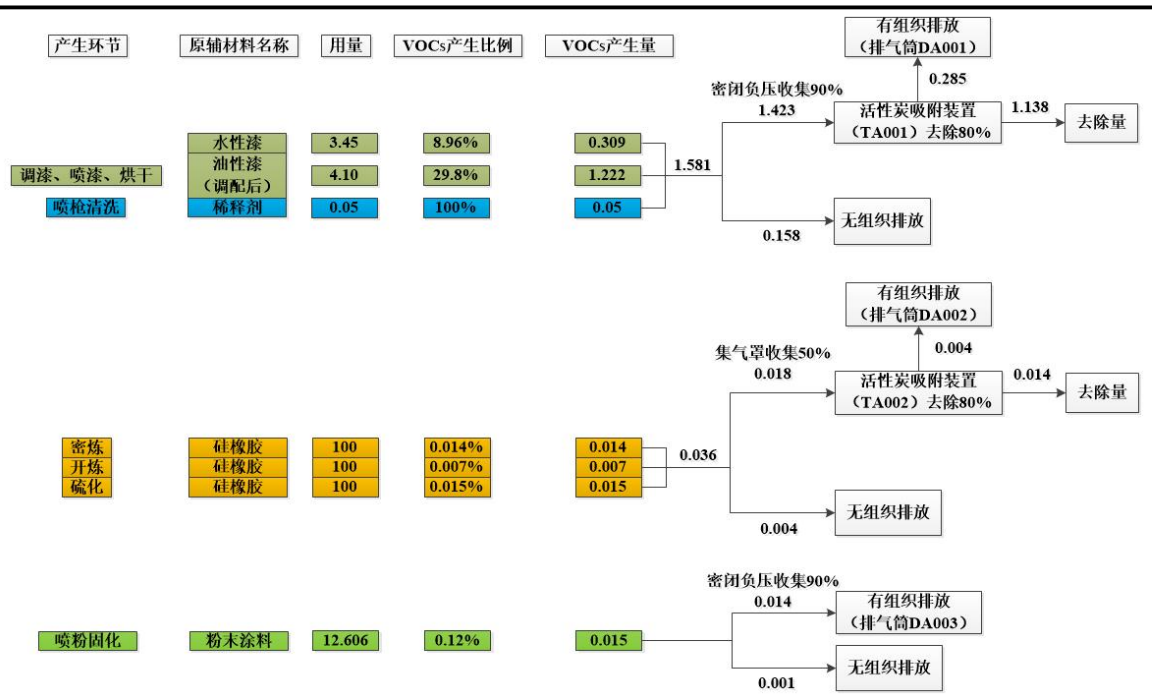 产生环节 原辅材料名称 用量 VOCs产生比例 VOCs产生量
有组织排放
（排气筒DA001）
0.285
密闭负压收集90%
1.423
活性炭吸附装置
（TA001）去除80%
1.138
去除量
水性漆 3.45 8.96% 0.309
调漆、喷漆、烘干
油性漆
（调配后）
4.10 29.8% 1.222
1.581
喷枪清洗 稀释剂 0.05 100% 0.05
无组织排放
0.158
有组织排放
（排气筒DA002）
0.004
集气罩收集50%
0.018
活性炭吸附装置
（TA002）去除80%
0.014
去除量
密炼 硅橡胶 100 0.014% 0.014
开炼 硅橡胶 100 0.007% 0.007
硫化 硅橡胶 100 0.015% 0.015
0.036
无组织排放
0.004
密闭负压收集90%
0.014
有组织排放
（排气筒DA003）
喷粉固化 粉末涂料 12.606 0.12% 0.015
无组织排放
0.001